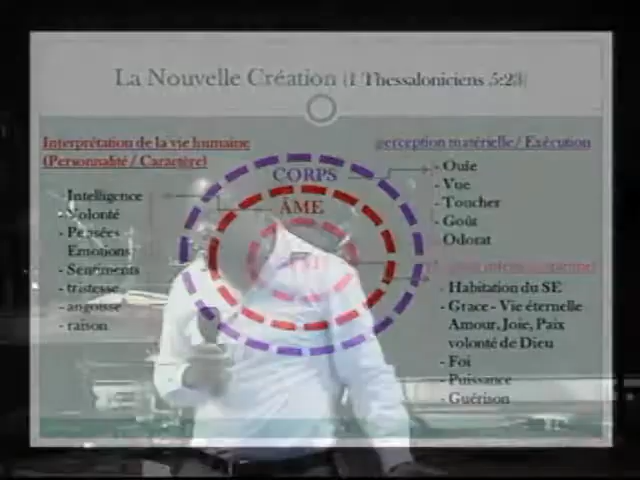 La Nouvelle Création (1 Thessaloniciens 5:23)
Interprétation de la vie humaine
(Personnalité / Caractère)
- Intelligence
- Volonté
- Pensées
Emotions
- Sentiments
- tristesse
- angoisse
- raison
CORPS
ÂME
erception matérielle / Exécution
- Ouïe
- Vue
- Toucher
- Goût
Odorat
- Habitation du SE
- Grace - Vie éternelle
Amour, Joie, Paix
volonté de Dieu
- Foi
- Puissance
- Guérison